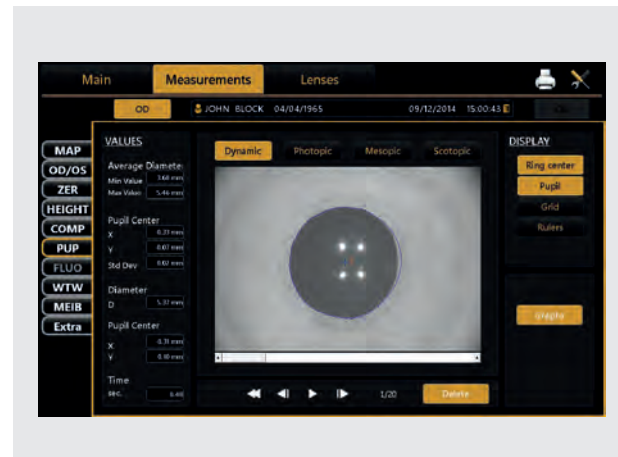 Main Measurements Lenses
OD JOHN BLOCK 04/04/1965 09/12/2014 15:00:43
MAP
OD/OS
ZER
HEIGHT
COMP
PUP
FLUO
WTW
MEIB
Extra
VALUES
Average Diamete
Min Value 3.68 mm
Max Value 5.46 mm
Pupil Center
X
Y
Std Dev
Diameter
D 5.37 mm
Pupil Center
X
Y
Time
sec.
Dynamic Photopic Mesopic Scotopic
1/20 Delete
DISPLAY
Ring center
Pupil
Grid
Rulers
Graphs